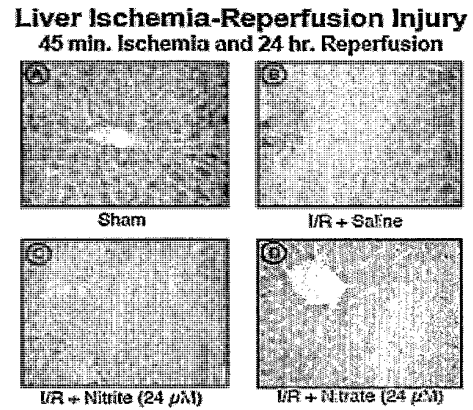 Liver Ischemia-Reperfusion Injury
45 min. Ischemia and 24 hr. Reperfusion
A
B
Sham
I/R + Saline
C
D
I/R + Nitrite (24 µM)
I/R + Nitrate (24 µM)